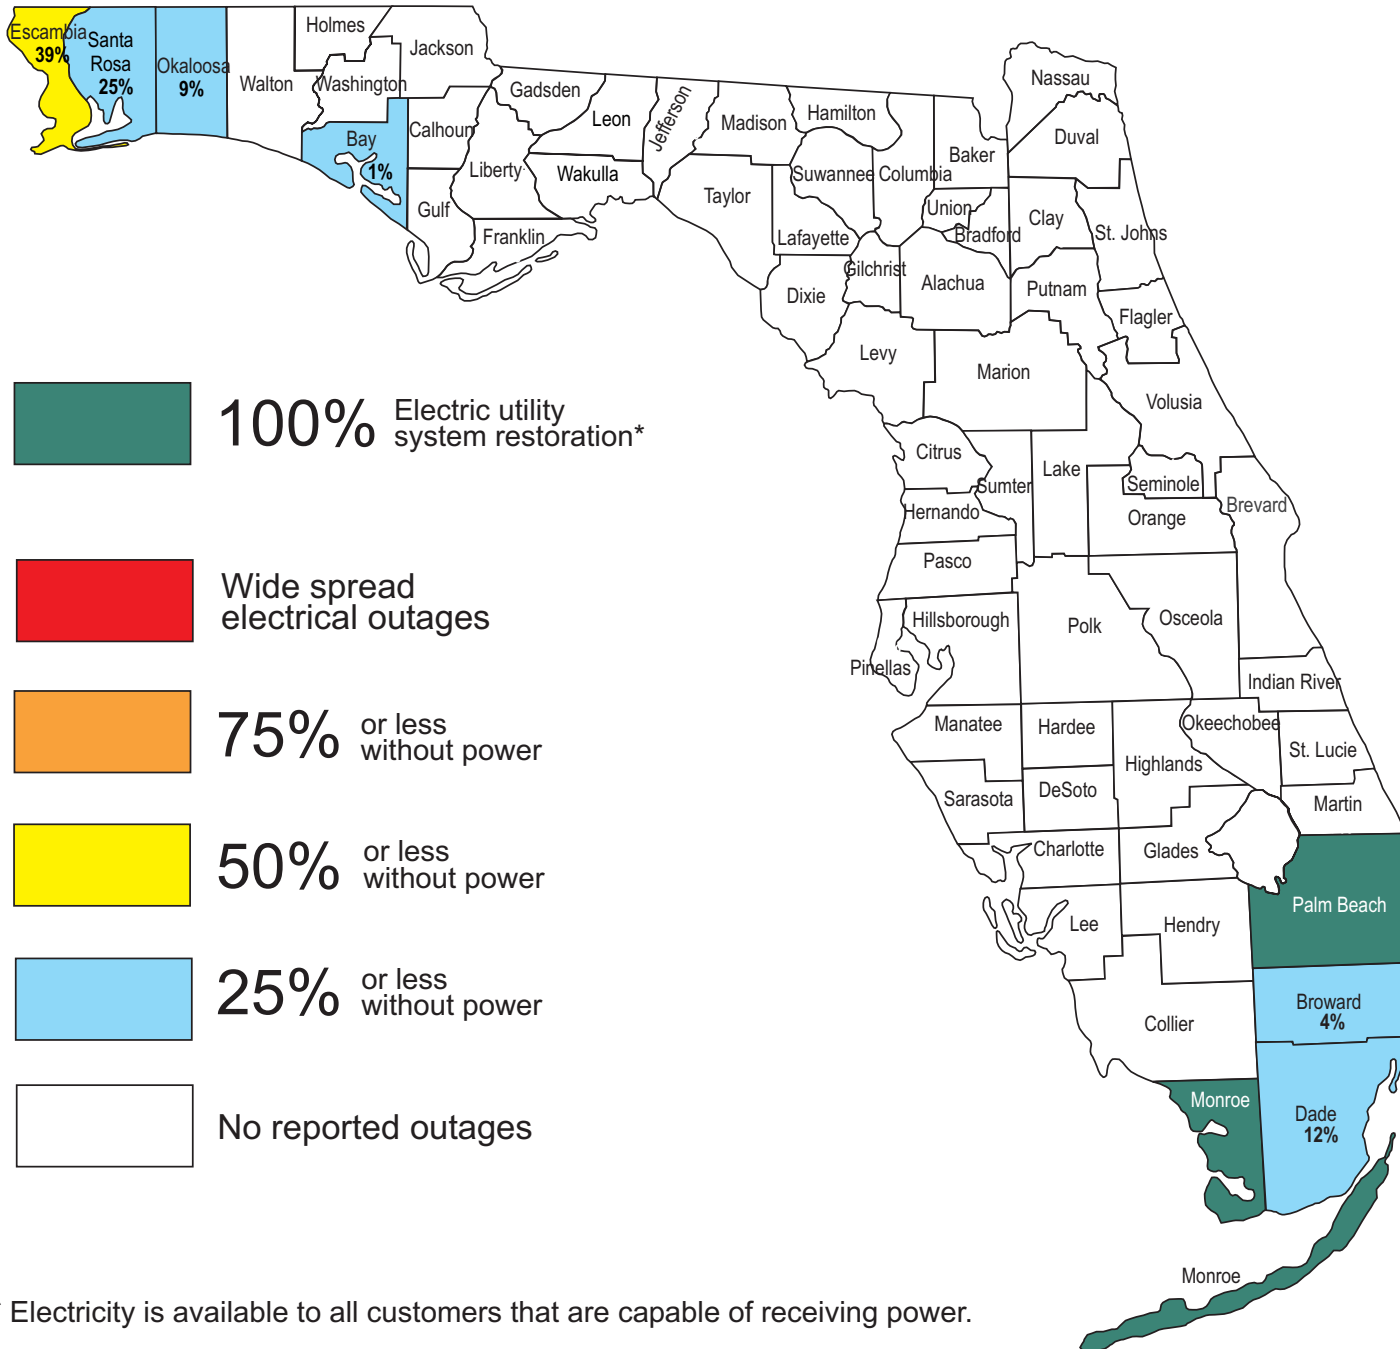 Escambia
39%
Santa
Rosa
25%
Okaloosa
9%
Walton
Holmes
Washington
Jackson
Bay
1%
Calhoun
Gulf
Gadsden
Liberty
Franklin
Leon
Wakulla
Jefferson
Madison
Taylor
Hamilton
Suwannee
Lafayette
Dixie
Columbia
Gilchrist
Levy
Baker
Union
Bradford
Alachua
Nassau
Duval
Clay
St. Johns
Putnam
Flagler
Marion
Volusia
Citrus
Sumter
Lake
Seminole
Orange
Brevard
Hernando
Pasco
Hillsborough
Pinellas
Polk
Osceola
Indian River
Manatee
Hardee
Highlands
Okeechobee
St. Lucie
Sarasota
DeSoto
Martin
Charlotte
Glades
Lee
Hendry
Palm Beach
Collier
Broward
4%
Monroe
Dade
12%
Monroe
100% Electric utility
system restoration*
Wide spread
electrical outages
75% or less
without power
50% or less
without power
25% or less
without power
No reported outages
* Electricity is available to all customers that are capable of receiving power.